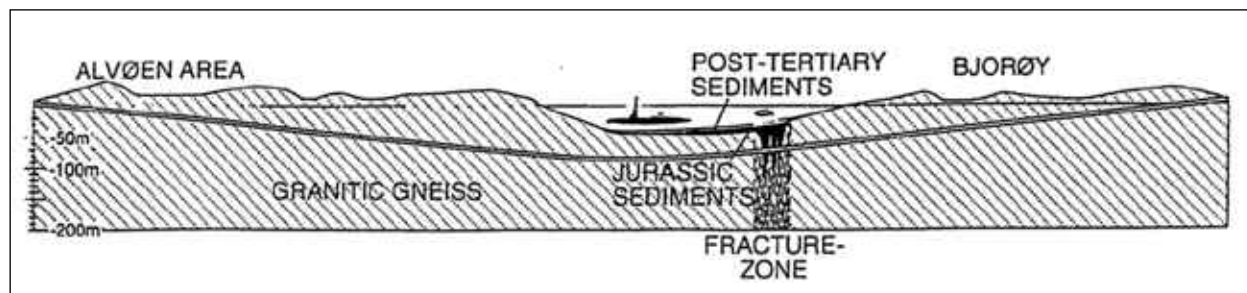 ALVØEN AREA
POST-TERTIARY
SEDIMENTS
BJORØY
-50m
-100m
-200m
GRANITIC GNEISS
JURASSIC
SEDIMENTS
FRACTURE-
ZONE